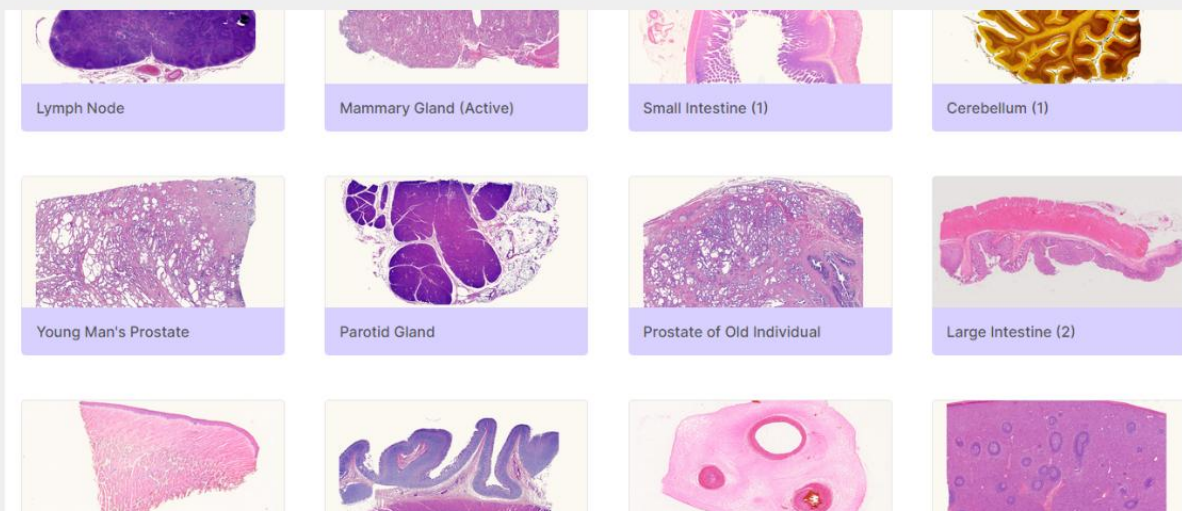 Lymph Node
Mammary Gland (Active)
Small Intestine (1)
Cerebellum (1)
Young Man's Prostate
Parotid Gland
Prostate of Old Individual
Large Intestine (2)